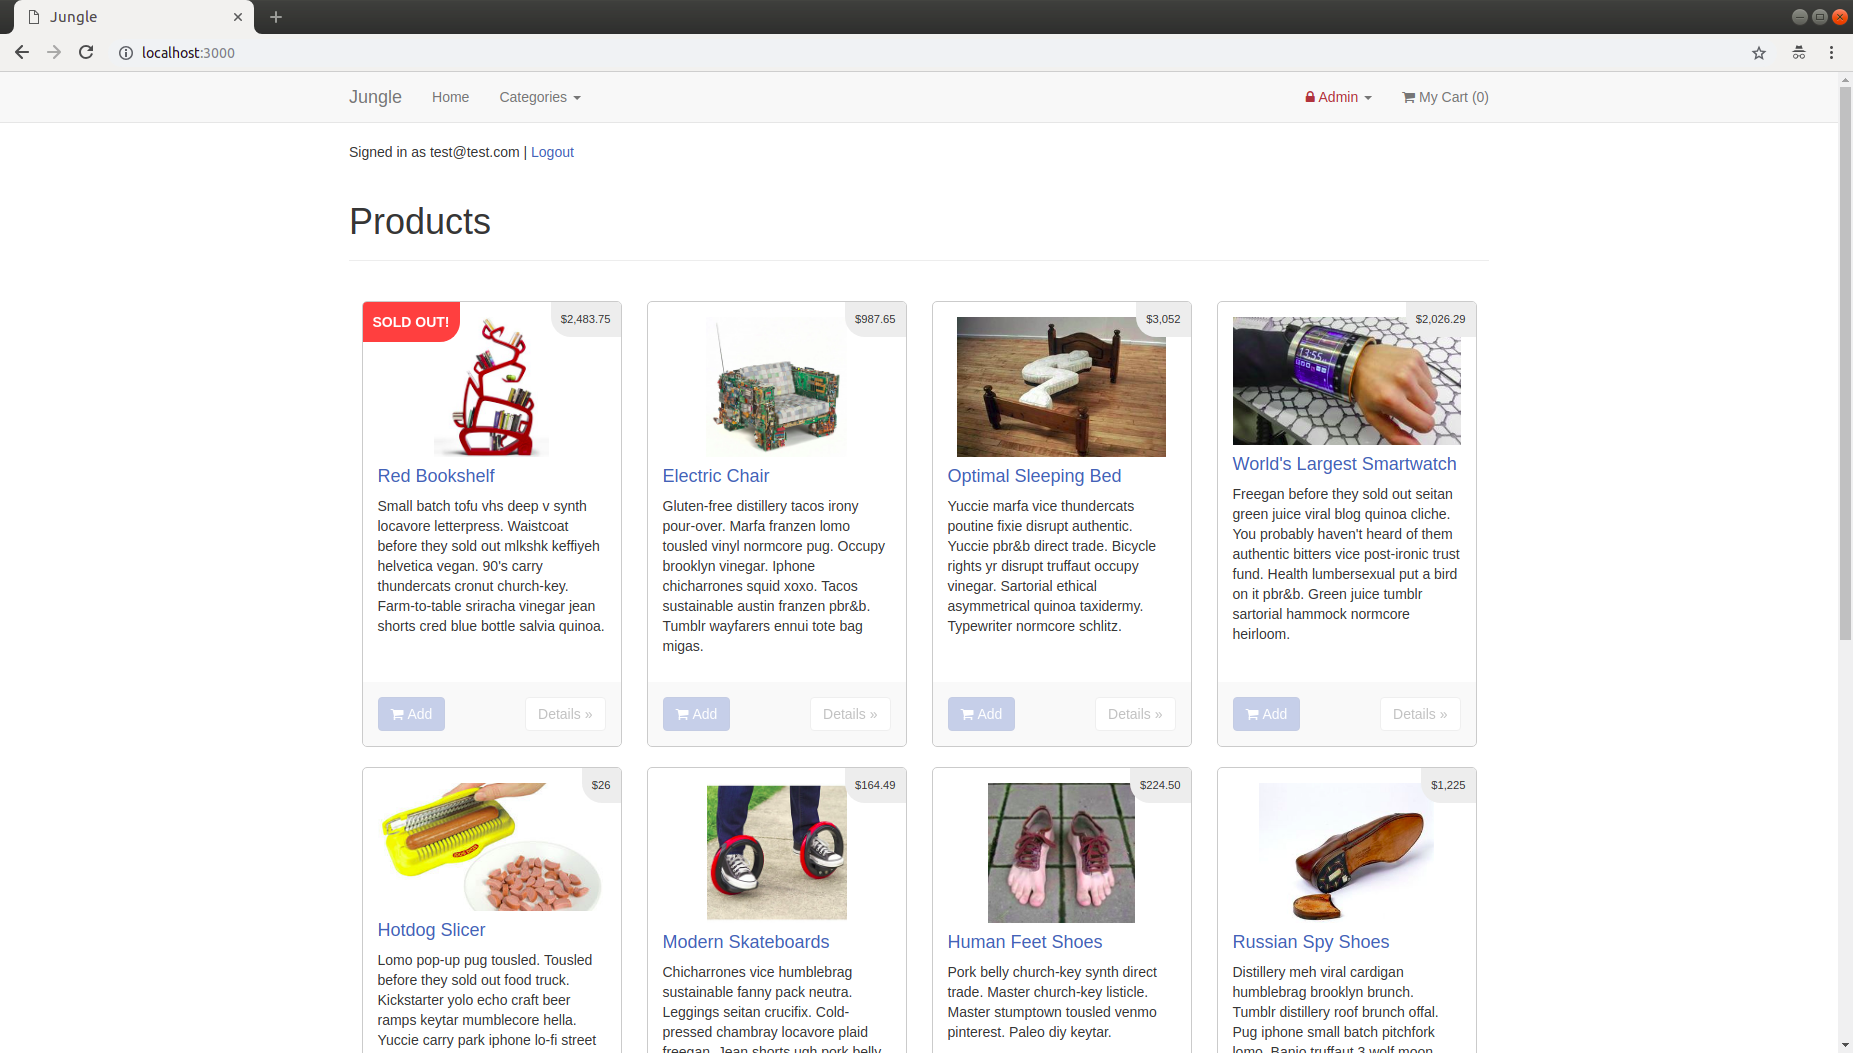 Jungle
localhost:3000
Jungle Home Categories Admin My Cart (0)
Signed in as test@test.com | Logout
Products
SOLD OUT!
$2,483.75
Red Bookshelf
Small batch tofu vhs deep v synth
locavore letterpress. Waistcoat
before they sold out mlkshk keffiyeh
helvetica vegan. 90's carry
thundercats cronut church-key.
Farm-to-table sriracha vinegar jean
shorts cred blue bottle salvia quinoa.
Add Details »
$987.65
Electric Chair
Gluten-free distillery tacos irony
pour-over. Marfa franzen lomo
tousled vinyl normcore pug. Occupy
brooklyn vinegar. Iphone
chicharrones squid xoxo. Tacos
sustainable austin franzen pbr&b.
Tumblr wayfarers ennui tote bag
migas.
Add Details »
$3,052
Optimal Sleeping Bed
Yuccie marfa vice thundercats
poutine fixie disrupt authentic.
Yuccie pbr&b direct trade. Bicycle
rights yr disrupt truffaut occupy
vinegar. Sartorial ethical
asymmetrical quinoa taxidermy.
Typewriter normcore schlitz.
Add Details »
$2,026.29
13:55
World's Largest Smartwatch
Freegan before they sold out seitan
green juice viral blog quinoa cliche.
You probably haven't heard of them
authentic bitters vice post-ironic trust
fund. Health lumbersexual put a bird
on it pbr&b. Green juice tumblr
sartorial hammock normcore
heirloom.
Add Details »
$26
Hotdog Slicer
Lomo pop-up pug tousled. Tousled
before they sold out food truck.
Kickstarter yolo echo craft beer
ramps keytar mumblecore hella.
Yuccie carry park iphone lo-fi street
$164.49
Modern Skateboards
Chicharrones vice humblebrag
sustainable fanny pack neutra.
Leggings seitan crucifix. Cold-
pressed chambray locavore plaid
freegan. Jean shorts ugh pork belly
$224.50
Human Feet Shoes
Pork belly church-key synth direct
trade. Master church-key listicle.
Master stumptown tousled venmo
pinterest. Paleo diy keytar.
$1,225
Russian Spy Shoes
Distillery meh viral cardigan
humblebrag brooklyn brunch.
Tumblr distillery roof brunch offal.
Pug iphone small batch pitchfork
lomo. Banjo truffaut 3 wolf moon